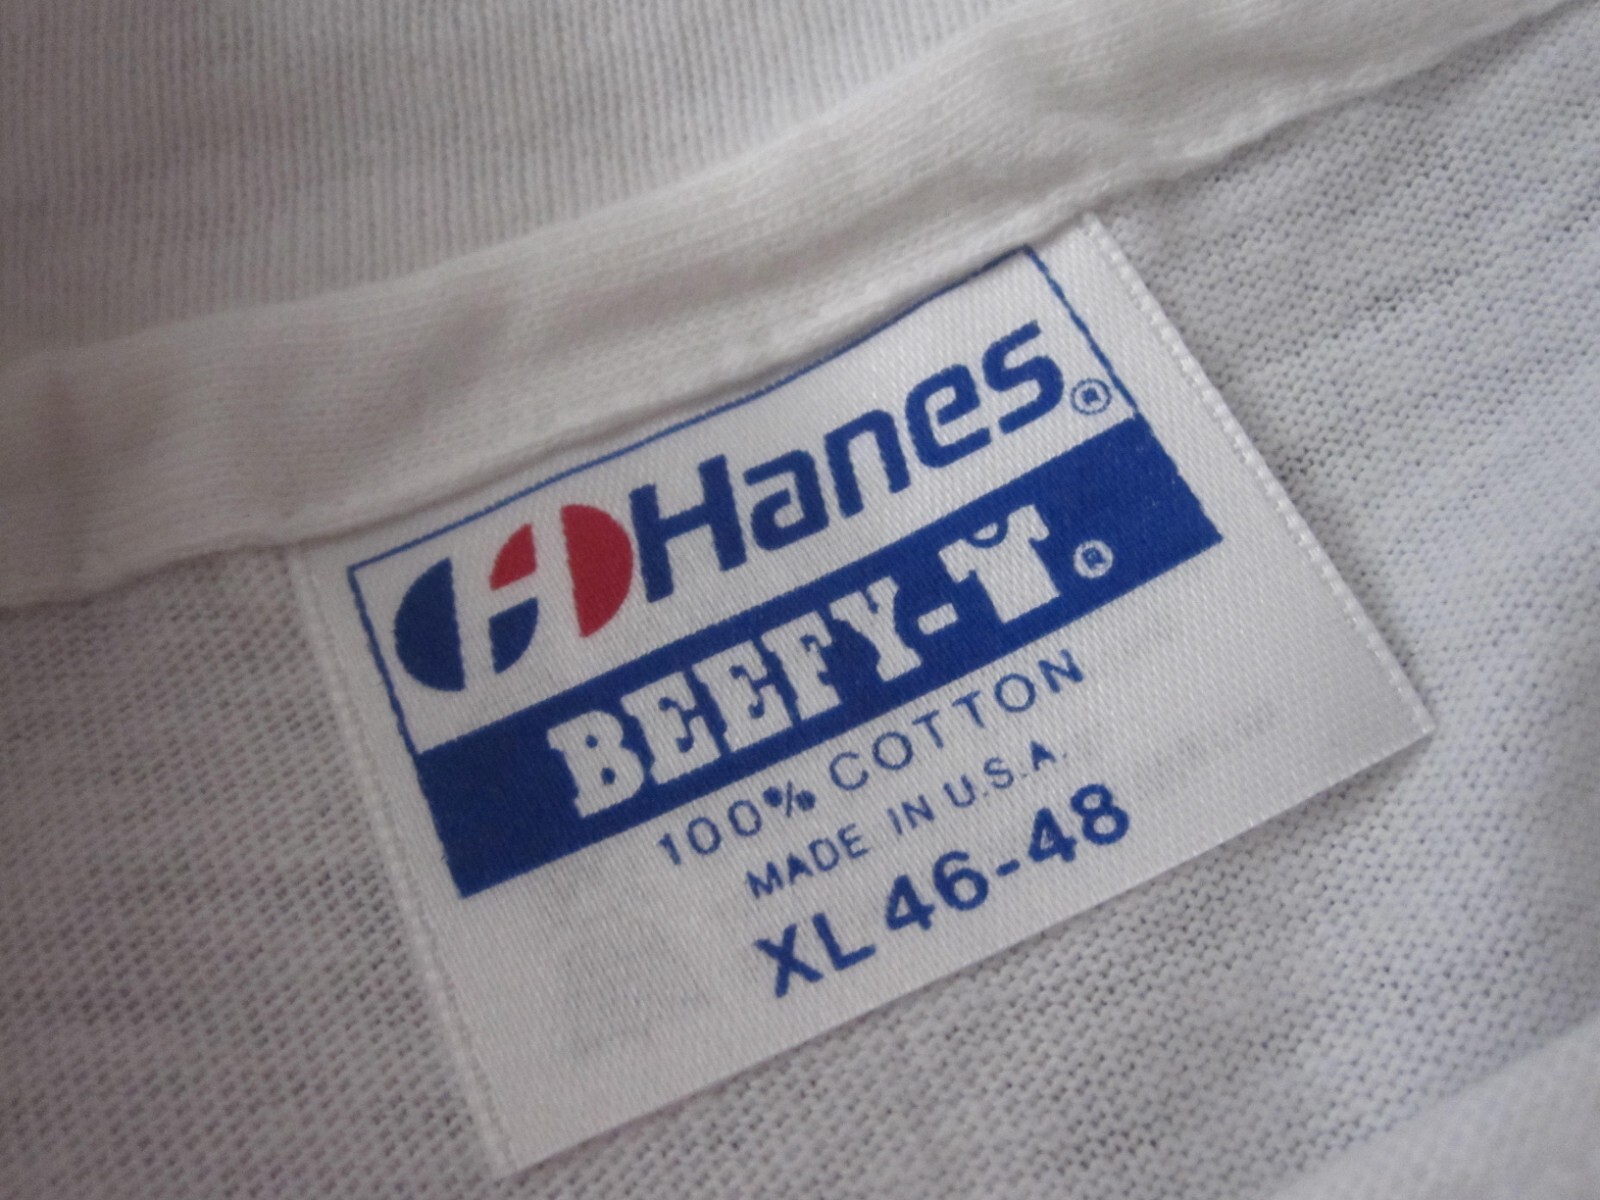 H Hanes®
BEEFY-T®
100% COTTON
MADE IN U.S.A.
XL 46-48